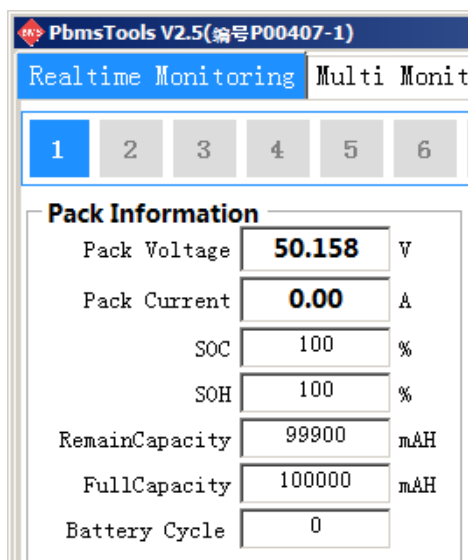 PbmsTools V2.5(编号P00407-1)
Realtime Monitoring Multi Monit
1 2 3 4 5 6
Pack Information
Pack Voltage 50.158 V
Pack Current 0.00 A
SOC 100 %
SOH 100 %
RemainCapacity 99900 mAH
FullCapacity 100000 mAH
Battery Cycle 0